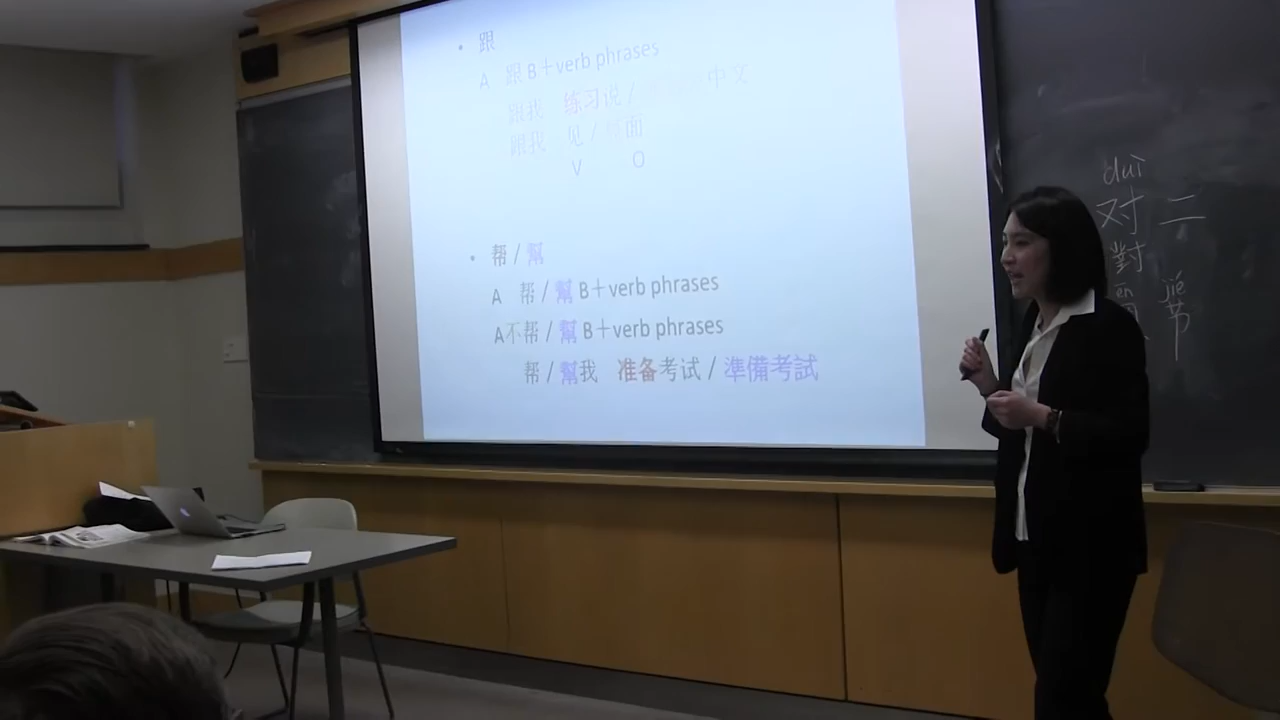 • 跟
A 跟 B＋verb phrases
跟我 练习说 / 中文
跟我 见 / 面
V O
• 帮 / 幫
A 帮 / 幫 B＋verb phrases
A不帮 / 幫 B＋verb phrases
帮 / 幫我 准备考试 / 準備考試
duì
对 二
對
en jié
节